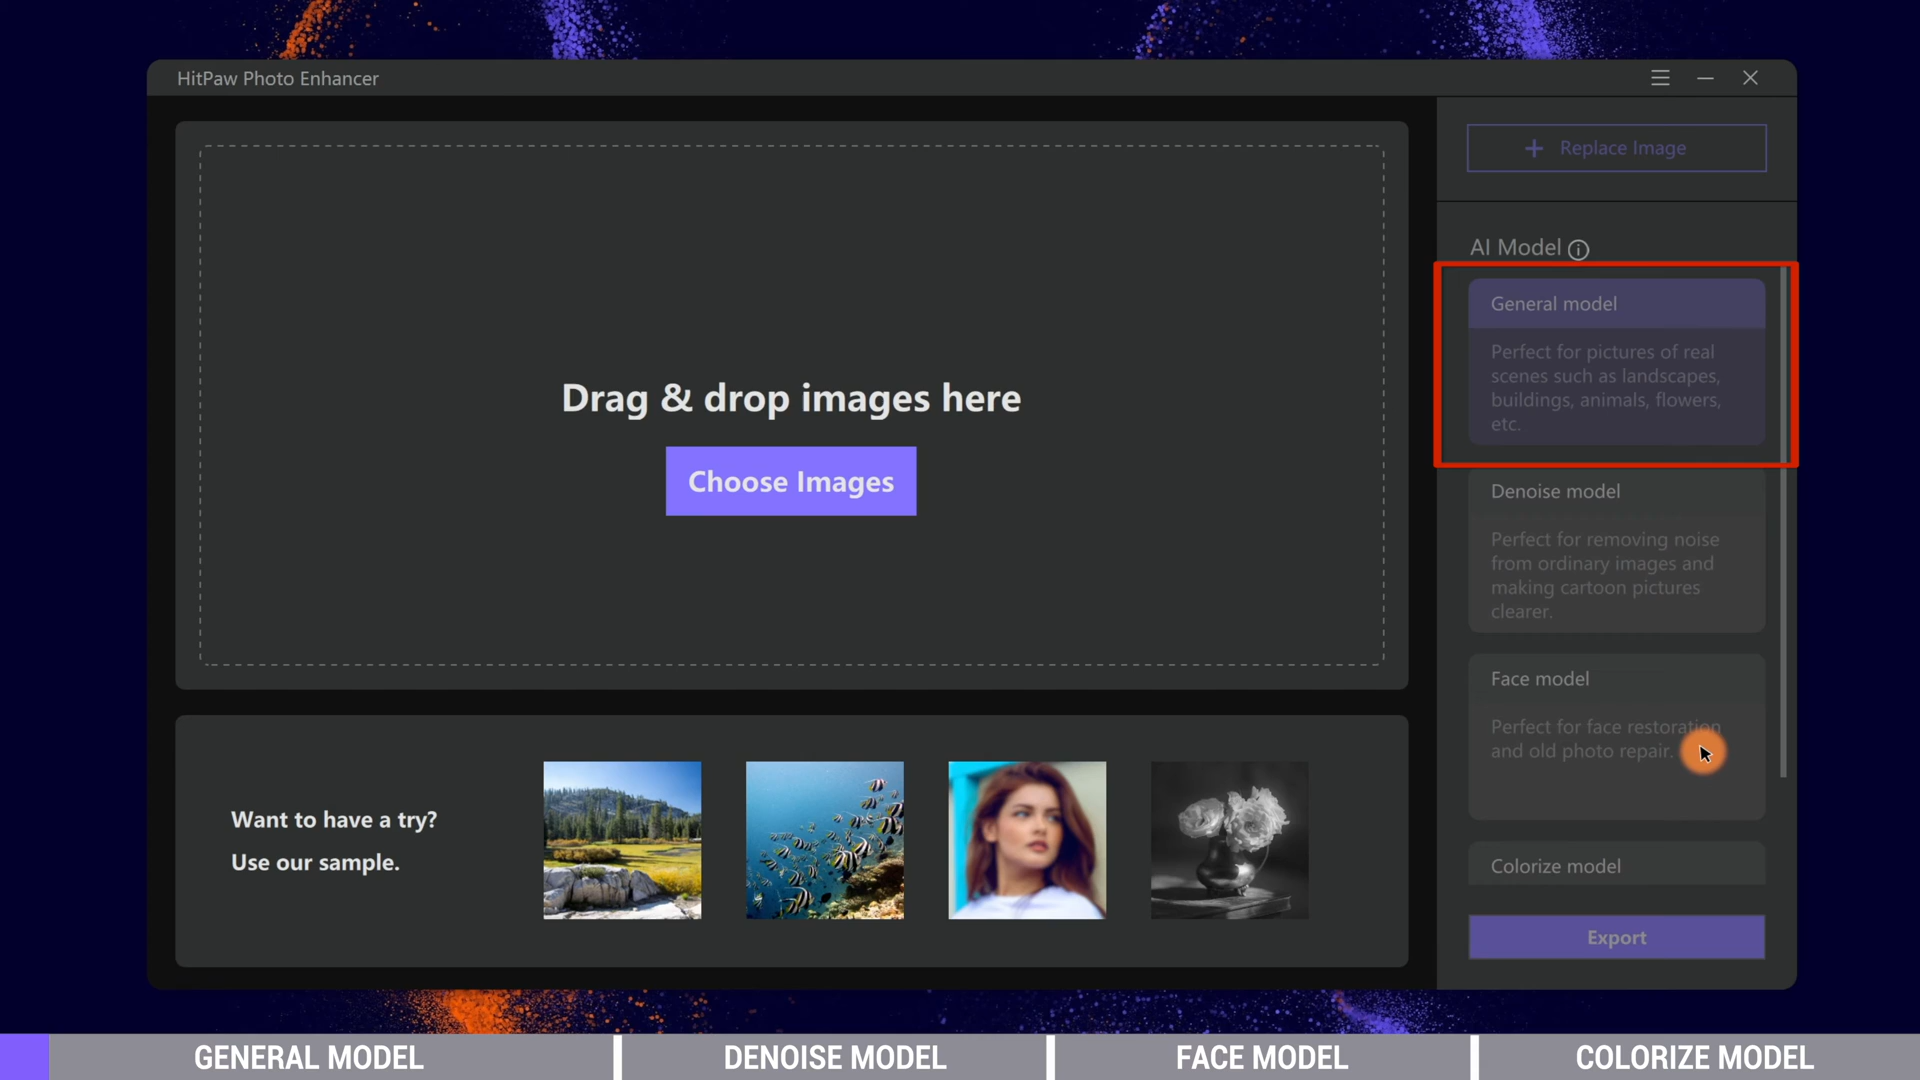 HitPaw Photo Enhancer
Replace Image
AI Model
General model
Perfect for pictures of real
scenes such as landscapes,
buildings, animals, flowers,
etc.
Denoise model
Perfect for removing noise
from ordinary images and
making cartoon pictures
clearer.
Face model
Perfect for face restoration
and old photo repair.
Colorize model
Export
Drag & drop images here
Choose Images
Want to have a try?
Use our sample.
GENERAL MODEL
DENOISE MODEL
FACE MODEL
COLORIZE MODEL